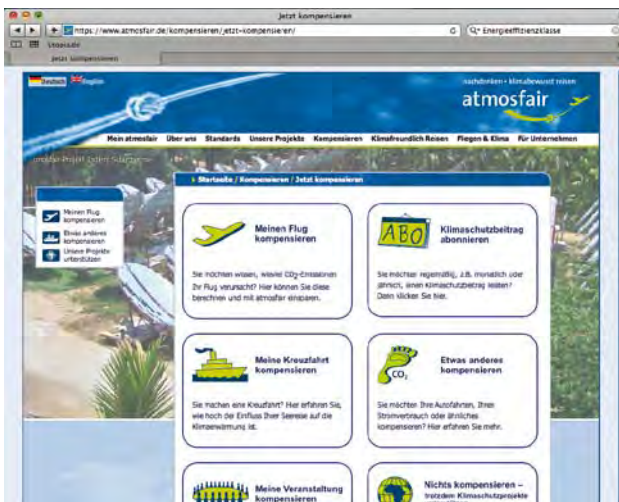 Jetzt kompensieren
https://www.atmosfair.de/kompensieren/jetzt-kompensieren/
Energieeffizienzklasse
Jetzt kompensieren
Deutsch English
nachdenken • klimabewusst reisen
atmosfair
Mein atmosfair Über uns Standards Unsere Projekte Kompensieren Klimafreundlich Reisen Fliegen & Klima Für Unternehmen
Startseite / Kompensieren / Jetzt kompensieren
Meinen Flug
kompensieren
Etwas anderes
kompensieren
Unsere Projekte
unterstützen
Meinen Flug
kompensieren
Sie möchten wissen, wieviel CO2-Emissionen
Ihr Flug verursacht? Hier können Sie diese
berechnen und mit atmosfair einsparen.
ABO
Klimaschutzbeitrag
abonnieren
Sie möchten regelmäßig, z.B. monatlich oder
jährlich, einen Klimaschutzbeitrag leisten?
Dann klicken Sie hier.
Meine Kreuzfahrt
kompensieren
Sie machen eine Kreuzfahrt? Hier erfahren Sie,
wie hoch der Einfluss Ihrer Seereise auf die
Klimaerwärmung ist.
CO2
Etwas anderes
kompensieren
Sie möchten Ihre Autofahrten, Ihren
Stromverbrauch oder ähnliches
kompensieren? Hier erfahren Sie mehr.
Meine Veranstaltung
kompensieren
Nichts kompensieren –
trotzdem Klimaschutzprojekte